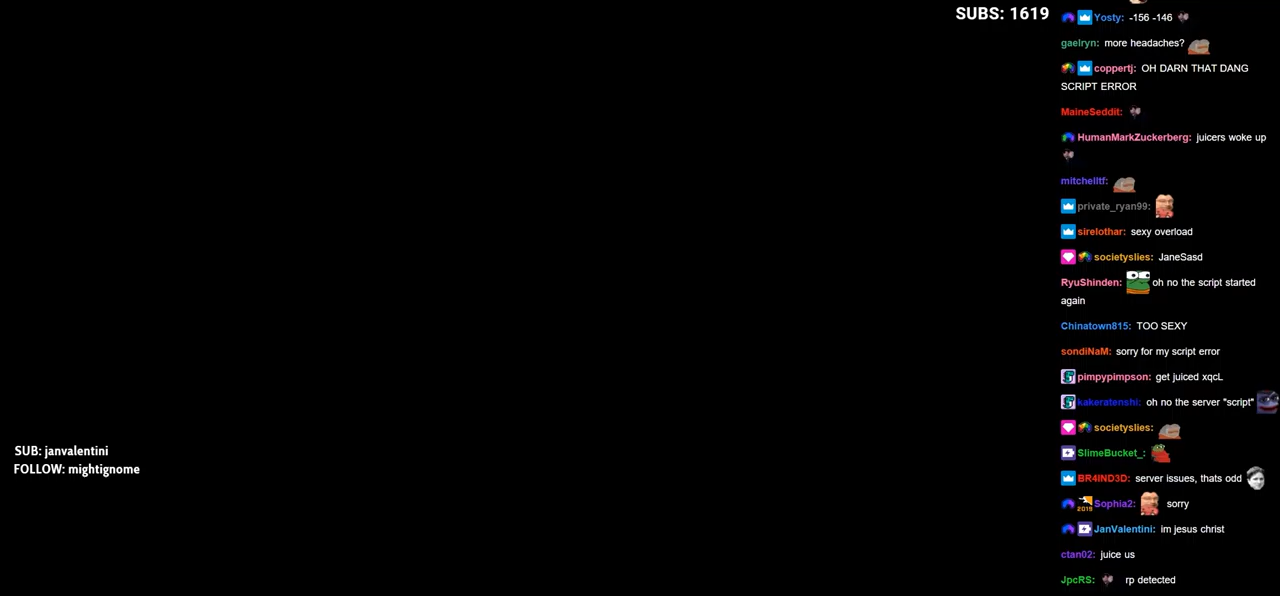 SUBS: 1619
Yosty: -156 -146
gaelryn: more headaches?
coppertj: OH DARN THAT DANG
SCRIPT ERROR
MaineSeddit:
HumanMarkZuckerberg: juicers woke up
mitchelltf:
private_ryan99:
sirelothar: sexy overload
societyslies: JaneSasd
RyuShinden: oh no the script started
again
Chinatown815: TOO SEXY
sondiNaM: sorry for my script error
pimpypimpson: get juiced xqcL
kakeratenshi: oh no the server "script"
societyslies:
SlimeBucket_:
BR4IND3D: server issues, thats odd
2019 Sophia2: sorry
JanValentini: im jesus christ
ctan02: juice us
JpcRS: rp detected
SUB: janvalentini
FOLLOW: mightignome